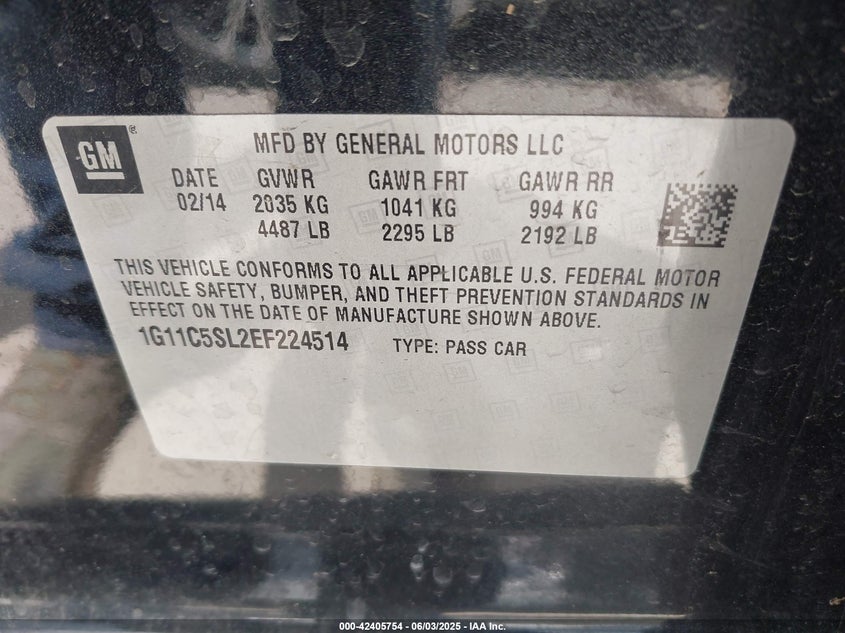 GM ®
MFD BY GENERAL MOTORS LLC
DATE GVWR GAWR FRT GAWR RR
02/14 2035 KG 1041 KG 994 KG
4487 LB 2295 LB 2192 LB
THIS VEHICLE CONFORMS TO ALL APPLICABLE U.S. FEDERAL MOTOR
VEHICLE SAFETY, BUMPER, AND THEFT PREVENTION STANDARDS IN
EFFECT ON THE DATE OF MANUFACTURE SHOWN ABOVE.
1G11C5SL2EF224514 TYPE: PASS CAR
000-42405754 - 06/03/2025 - IAA Inc.